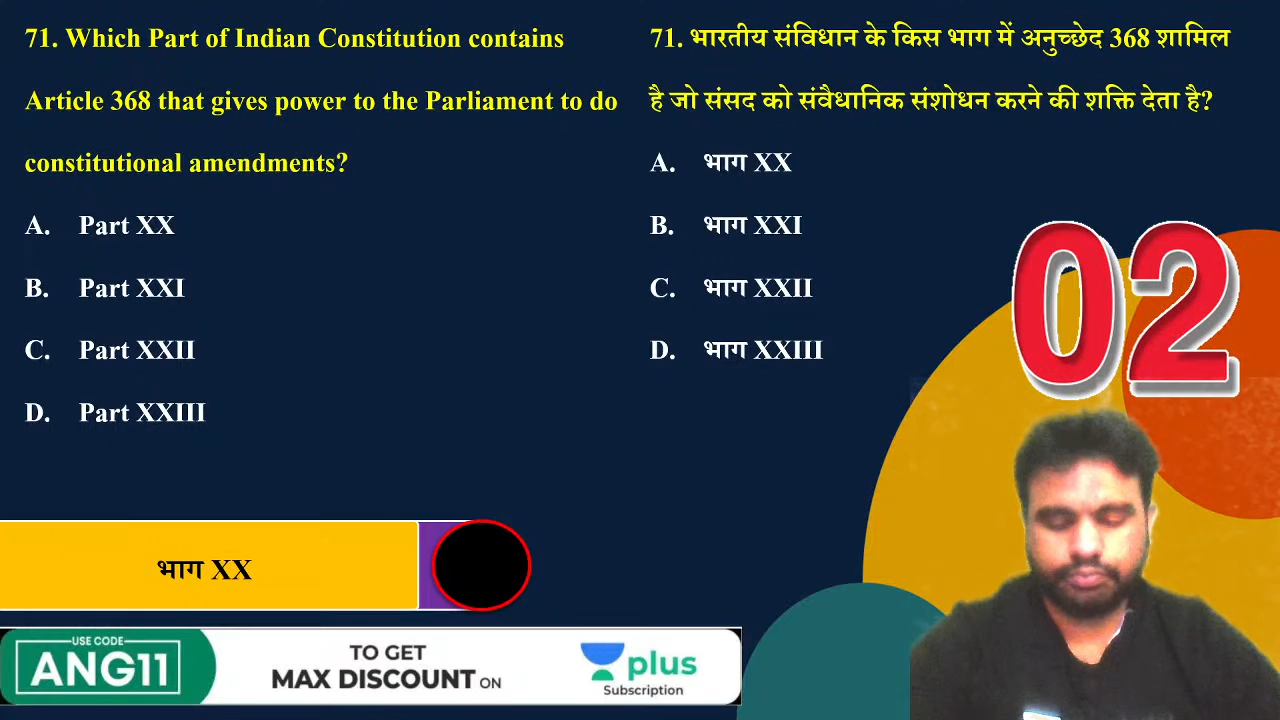 71. Which Part of Indian Constitution contains
Article 368 that gives power to the Parliament to do
constitutional amendments?
A. Part XX
B. Part XXI
C. Part XXII
D. Part XXIII
71. भारतीय संविधान के किस भाग में अनुच्छेद 368 शामिल
है जो संसद को संवैधानिक संशोधन करने की शक्ति देता है?
A. भाग XX
B. भाग XXI
C. भाग XXII
D. भाग XXIII
02
भाग XX
USE CODE
ANG11
TO GET
MAX DISCOUNT ON
plus
Subscription